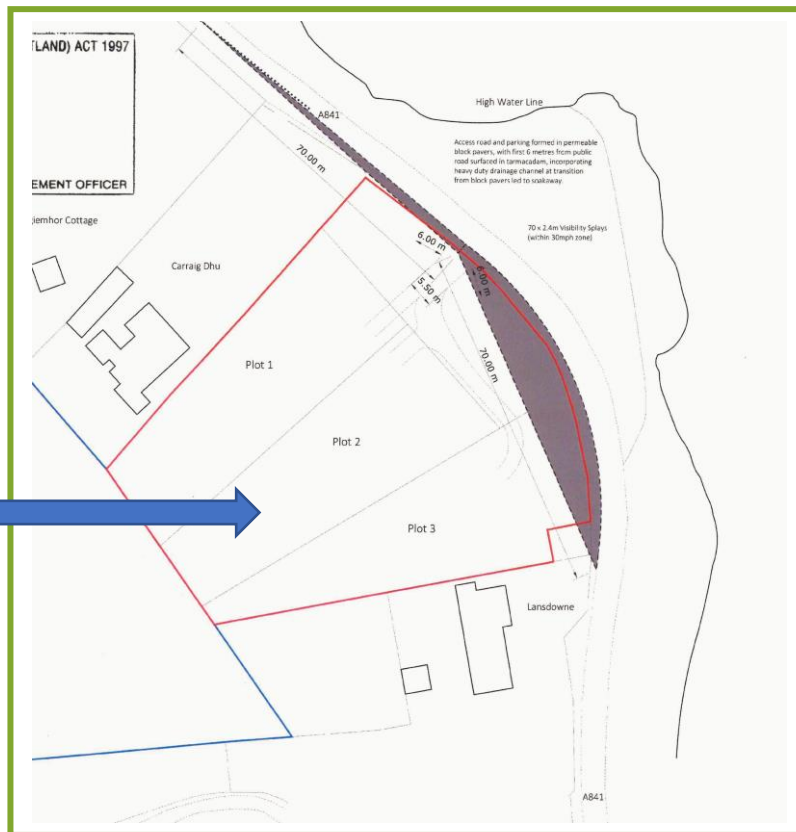 TLAND) ACT 1997
EMENT OFFICER
A841
High Water Line
Access road and parking formed in permeable
block pavers, with first 6 metres from public
road surfaced in tarmacadam, incorporating
heavy duty drainage channel at transition
from block pavers led to soakaway.
70 x 2.4m Visibility Splays
(within 30mph zone)
70.00 m
giemhor Cottage
Carraig Dhu
6.00 m
6.00 m
5.50 m
70.00 m
Plot 1
Plot 2
Plot 3
Lansdowne
A841